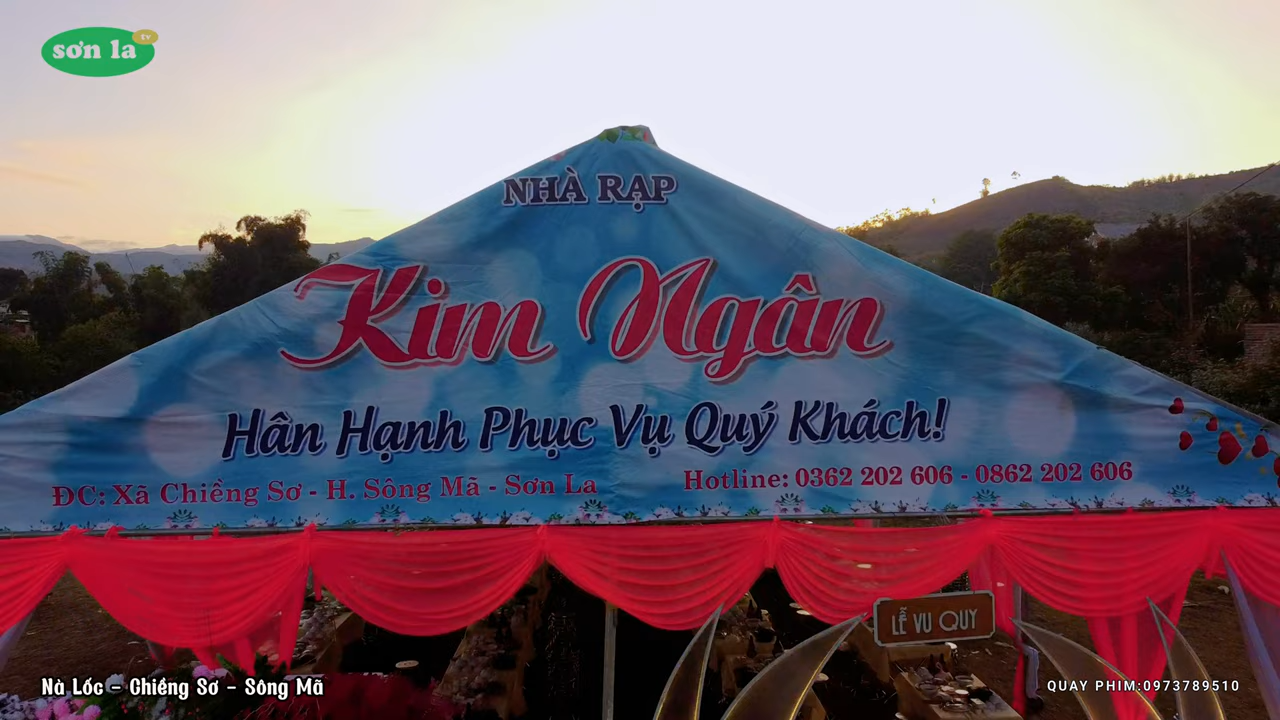 sơn la tv
NHÀ RẠP
Kim Ngân
Hân Hạnh Phục Vụ Quý Khách!
ĐC: Xã Chiềng Sơ - H. Sông Mã - Sơn La
Hotline: 0362 202 606 - 0862 202 606
LỄ VU QUY
Nà Lốc - Chiềng Sơ - Sông Mã
QUAY PHIM:0973789510